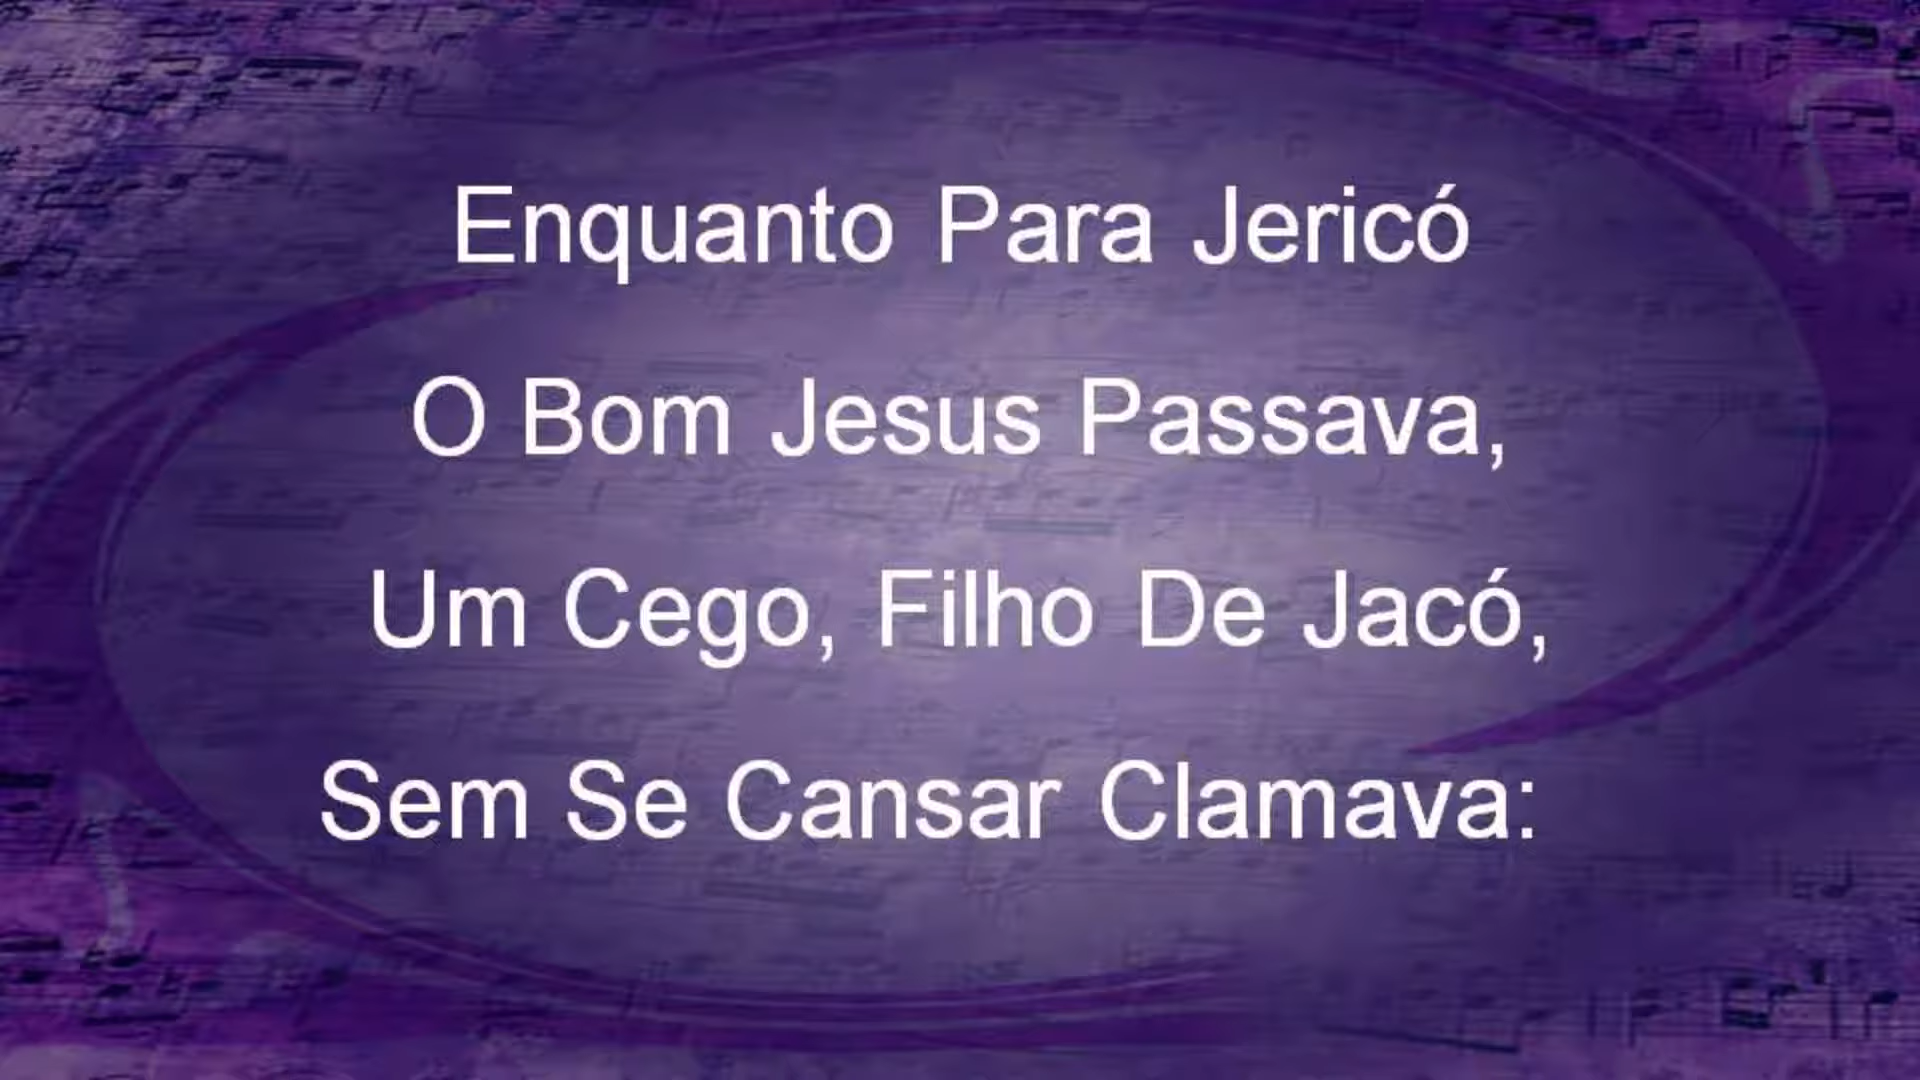 Enquanto Para Jericó
O Bom Jesus Passava,
Um Cego, Filho De Jacó,
Sem Se Cansar Clamava: